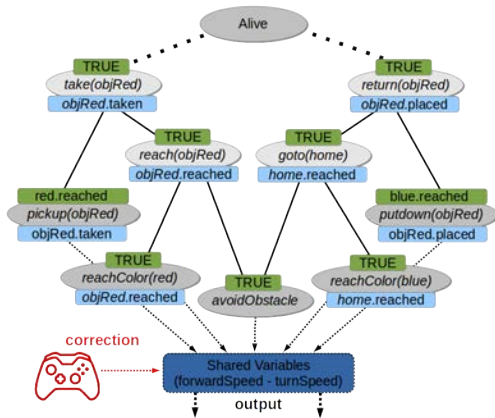 Alive
TRUE
take(objRed)
objRed.taken
TRUE
return(objRed)
objRed.placed
TRUE
reach(objRed)
objRed.reached
TRUE
goto(home)
home.reached
red.reached
pickup(objRed)
objRed.taken
blue.reached
putdown(objRed)
objRed.placed
TRUE
reachColor(red)
objRed.reached
TRUE
avoidObstacle
TRUE
reachColor(blue)
home.reached
correction
Shared Variables
(forwardSpeed - turnSpeed)
output